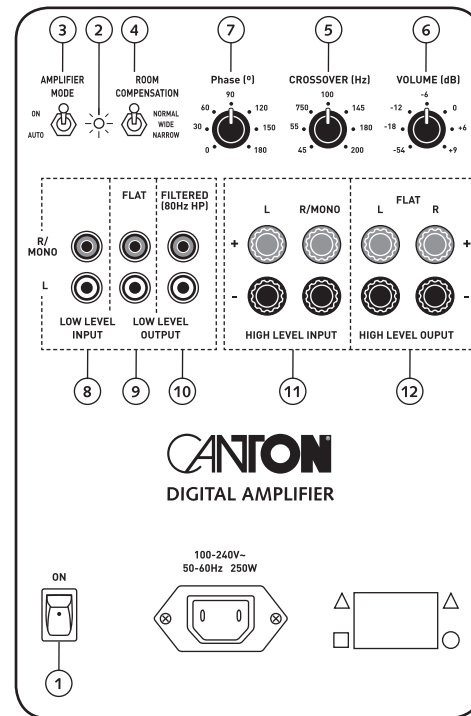 3 2 4 7 5 6
AMPLIFIER MODE
ROOM COMPENSATION
ON
AUTO
NORMAL
WIDE
NARROW
Phase (º)
0 30 60 90 120 150 180
CROSSOVER (Hz)
45 55 750 100 145 180 200
VOLUME (dB)
-54 -18 -12 -6 0 +6 +9
R/
MONO
L
FLAT
FILTERED
(80Hz HP)
LOW LEVEL
INPUT
LOW LEVEL
OUTPUT
L R/MONO
+
-
HIGH LEVEL INPUT
FLAT
L R
+
-
HIGH LEVEL OUPUT
8 9 10 11 12
CANTON
DIGITAL AMPLIFIER
ON
1
100-240V~
50-60Hz 250W